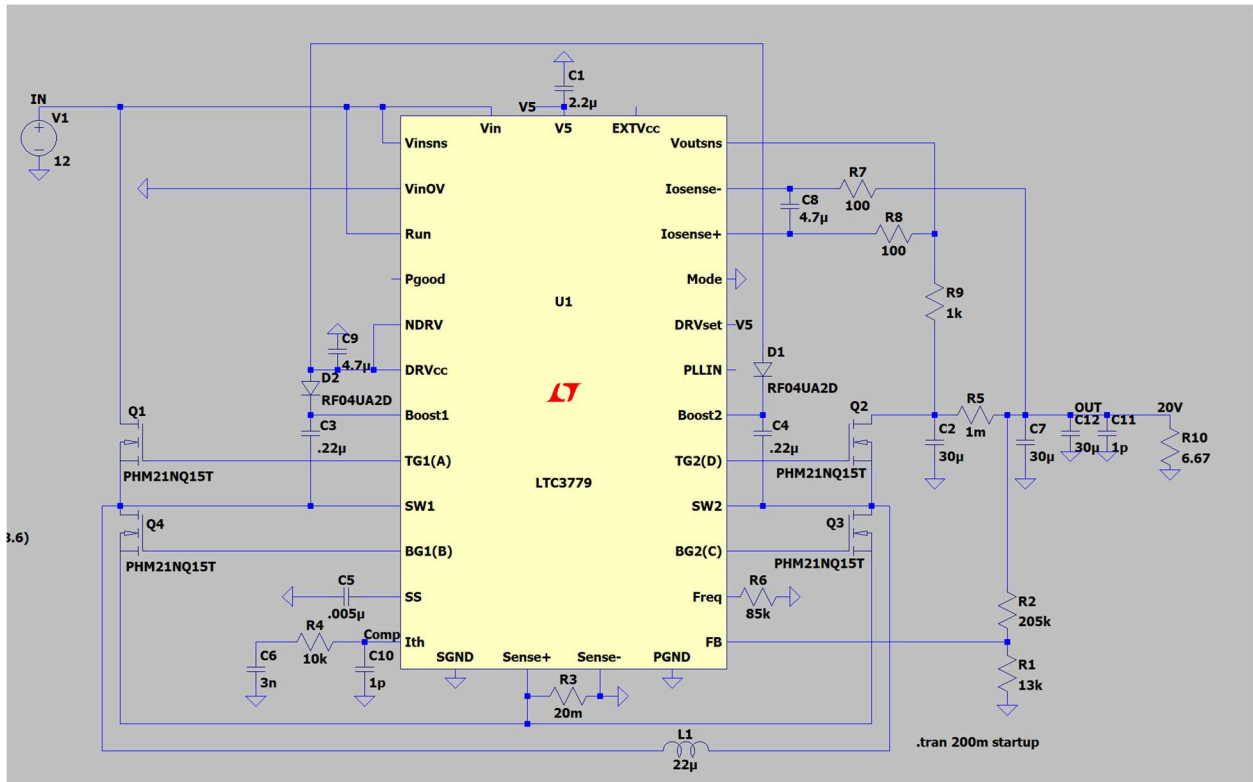 IN
V1
12
C1
2.2µ
V5
Vin
V5
EXTVcc
Vinsns
VinOV
Run
Pgood
NDRV
DRVcc
Boost1
TG1(A)
SW1
BG1(B)
SS
Ith
SGND
Sense+
Sense-
PGND
Voutsns
Iosense-
Iosense+
Mode
DRVset
V5
PLLIN
Boost2
TG2(D)
SW2
BG2(C)
Freq
FB
U1
LTC3779
R7
100
C8
4.7µ
R8
100
R9
1k
C9
4.7µ
D2
RF04UA2D
D1
RF04UA2D
C3
.22µ
C4
.22µ
Q1
PHM21NQ15T
Q2
PHM21NQ15T
Q4
PHM21NQ15T
Q3
PHM21NQ15T
C2
30µ
R5
1m
C7
30µ
OUT
C12
30µ
C11
1p
20V
R10
6.67
3.6)
C5
.005µ
R4
10k
Comp
C6
3n
C10
1p
R3
20m
R6
85k
R2
205k
R1
13k
L1
22µ
.tran 200m startup